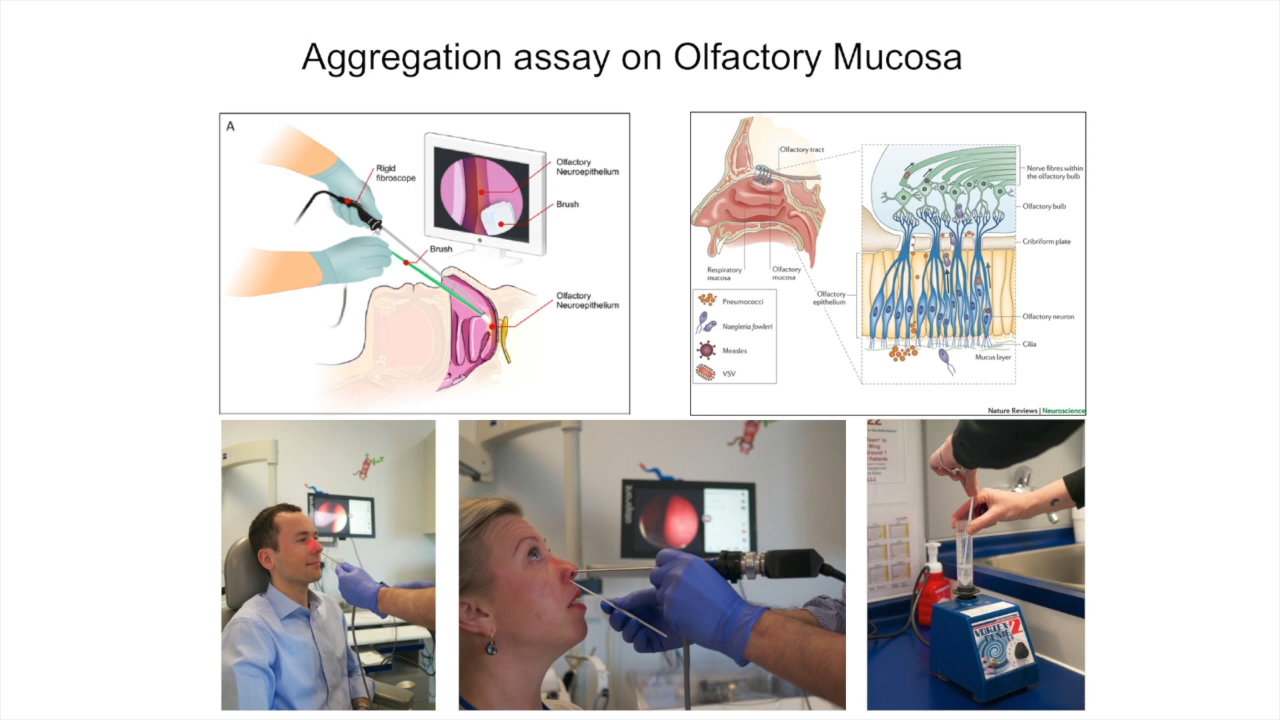 Aggregation assay on Olfactory Mucosa
A
Rigid
fibroscope
Olfactory
Neuroepithelium
Brush
Brush
Olfactory
Neuroepithelium
Olfactory tract
Respiratory
mucosa
Olfactory
mucosa
Pneumococci
Naegleria fowleri
Measles
VSV
Olfactory
epithelium
Nerve fibres within
the olfactory bulb
Olfactory bulb
Cribriform plate
Olfactory neuron
Cilia
Mucus layer
Nature Reviews | Neuroscience
VORTEX
GENIE 2